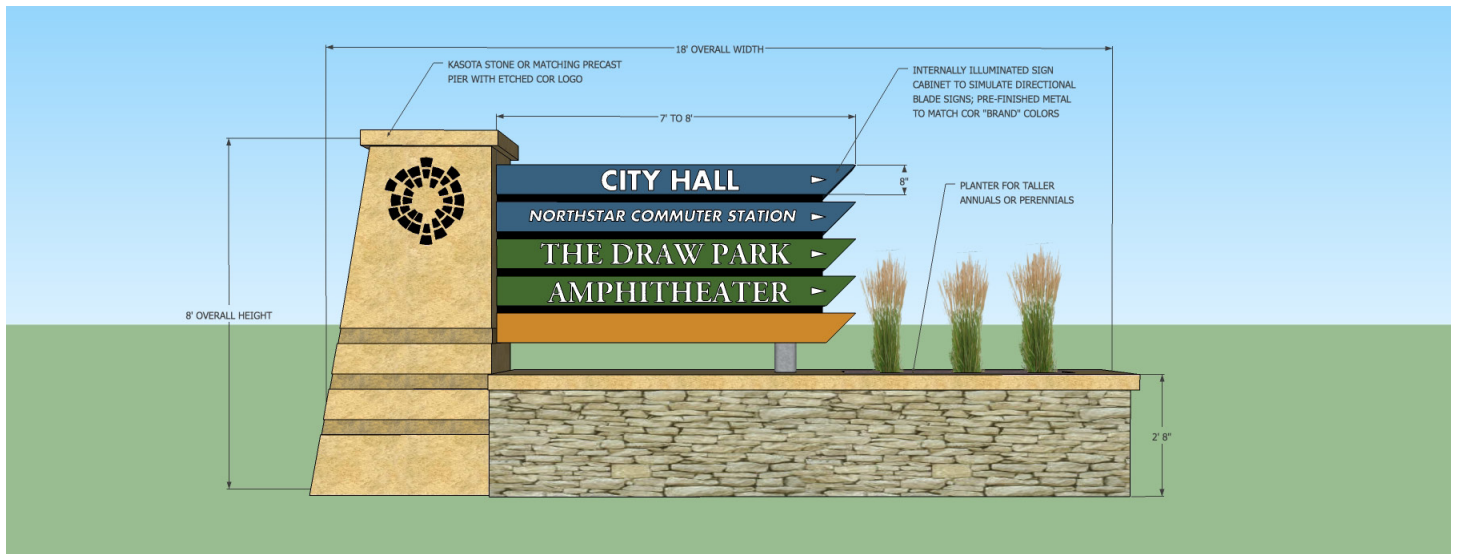 18' OVERALL WIDTH
KASOTA STONE OR MATCHING PRECAST
PIER WITH ETCHED COR LOGO
INTERNALLY ILLUMINATED SIGN
CABINET TO SIMULATE DIRECTIONAL
BLADE SIGNS; PRE-FINISHED METAL
TO MATCH COR "BRAND" COLORS
7' TO 8'
CITY HALL
8"
NORTHSTAR COMMUTER STATION
PLANTER FOR TALLER
ANNUALS OR PERENNIALS
THE DRAW PARK
AMPHITHEATER
8' OVERALL HEIGHT
2' 8"